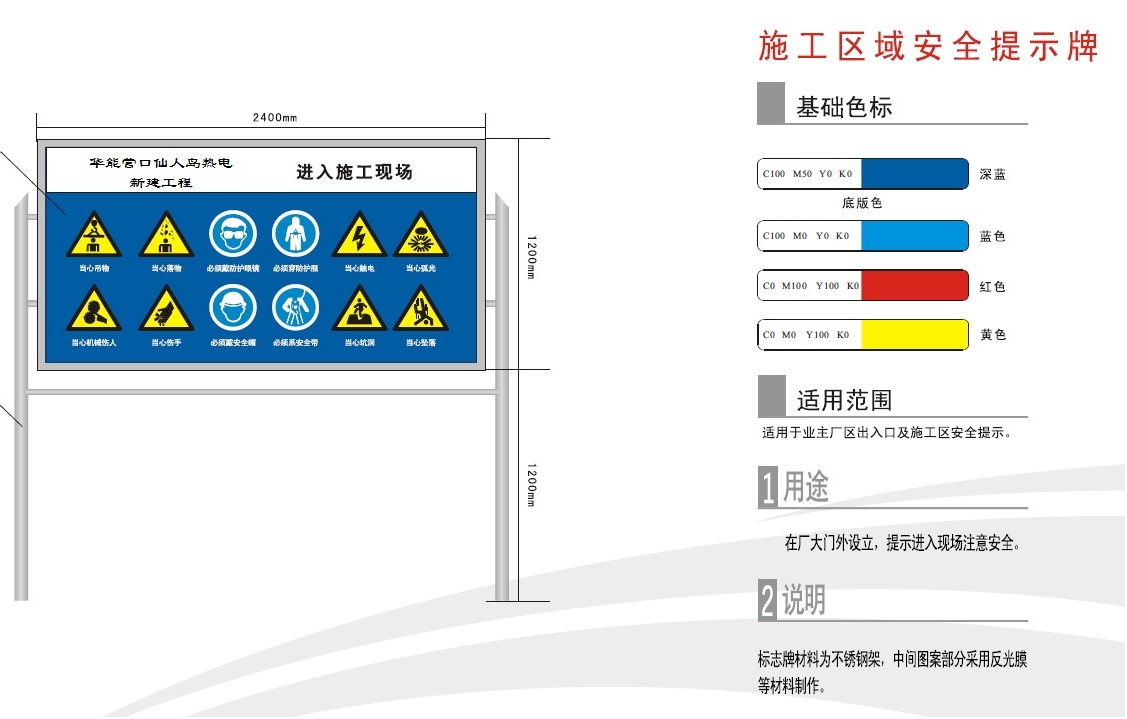 施工区域安全提示牌
基础色标
C100 M50 Y0 K0 深蓝
底版色
C100 M0 Y0 K0 蓝色
C0 M100 Y100 K0 红色
C0 M0 Y100 K0 黄色
适用范围
适用于业主厂区出入口及施工区安全提示。
1 用途
在厂大门外设立，提示进入现场注意安全。
2 说明
标志牌材料为不锈钢架，中间图案部分采用反光膜
等材料制作。
2400mm
华能营口仙人岛热电
新建工程
进入施工现场
当心吊物 当心落物 必须戴防护眼镜 必须穿防护服 当心触电 当心弧光
当心机械伤人 当心伤手 必须戴安全帽 必须系安全带 当心坑洞 当心坠落
1200mm
1200mm